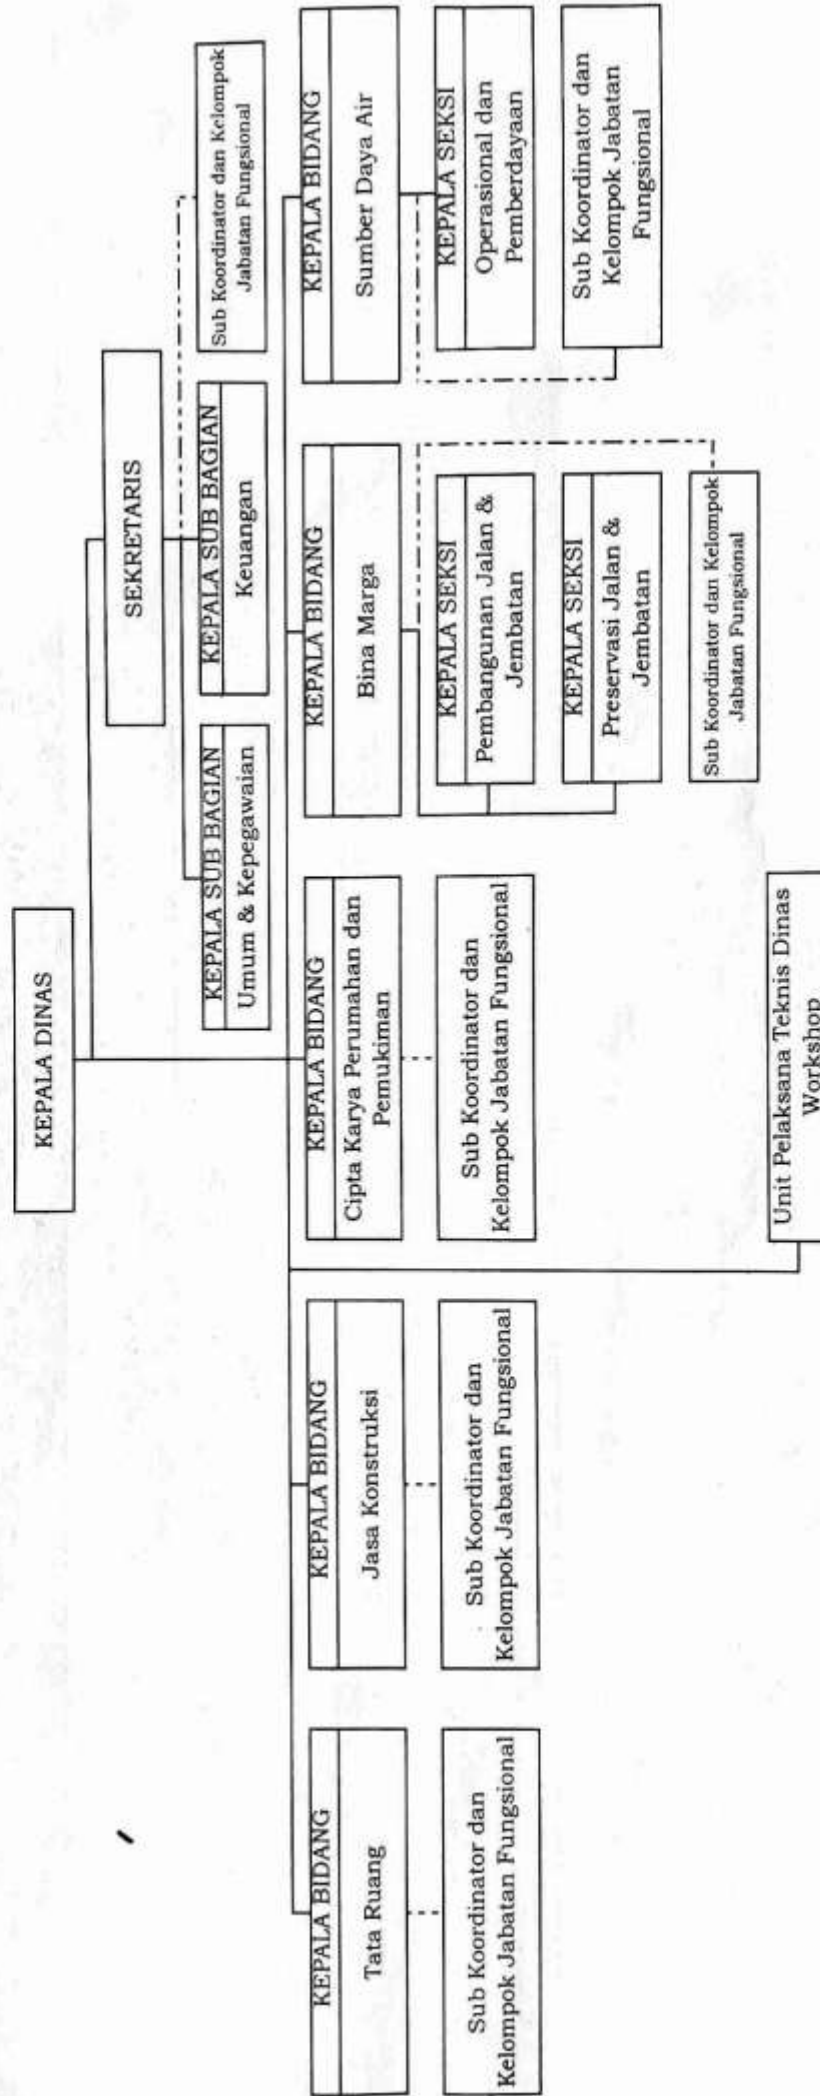 KEPALA DINAS
SEKRETARIS
KEPALA SUB BAGIAN
Umum & Kepegawaian
KEPALA SUB BAGIAN
Keuangan
Sub Koordinator dan Kelompok
Jabatan Fungsional
KEPALA BIDANG
Tata Ruang
Sub Koordinator dan
Kelompok Jabatan Fungsional
KEPALA BIDANG
Jasa Konstruksi
Sub Koordinator dan
Kelompok Jabatan Fungsional
KEPALA BIDANG
Cipta Karya Perumahan dan
Pemukiman
Sub Koordinator dan
Kelompok Jabatan Fungsional
KEPALA BIDANG
Bina Marga
KEPALA SEKSI
Pembangunan Jalan &
Jembatan
KEPALA SEKSI
Preservasi Jalan &
Jembatan
Sub Koordinator dan Kelompok
Jabatan Fungsional
KEPALA BIDANG
Sumber Daya Air
KEPALA SEKSI
Operasional dan
Pemberdayaan
Sub Koordinator dan
Kelompok Jabatan
Fungsional
Unit Pelaksana Teknis Dinas
Workshop